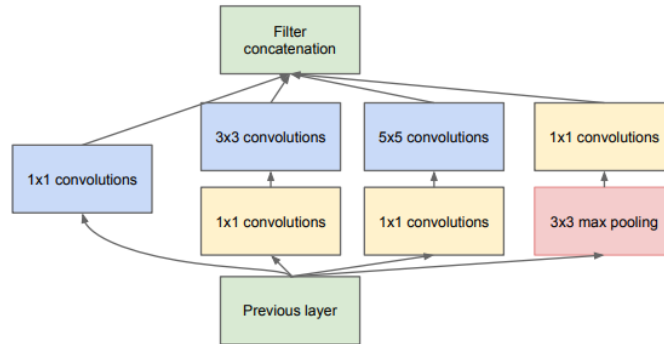 Filter
concatenation
3x3 convolutions
5x5 convolutions
1x1 convolutions
1x1 convolutions
1x1 convolutions
1x1 convolutions
3x3 max pooling
Previous layer